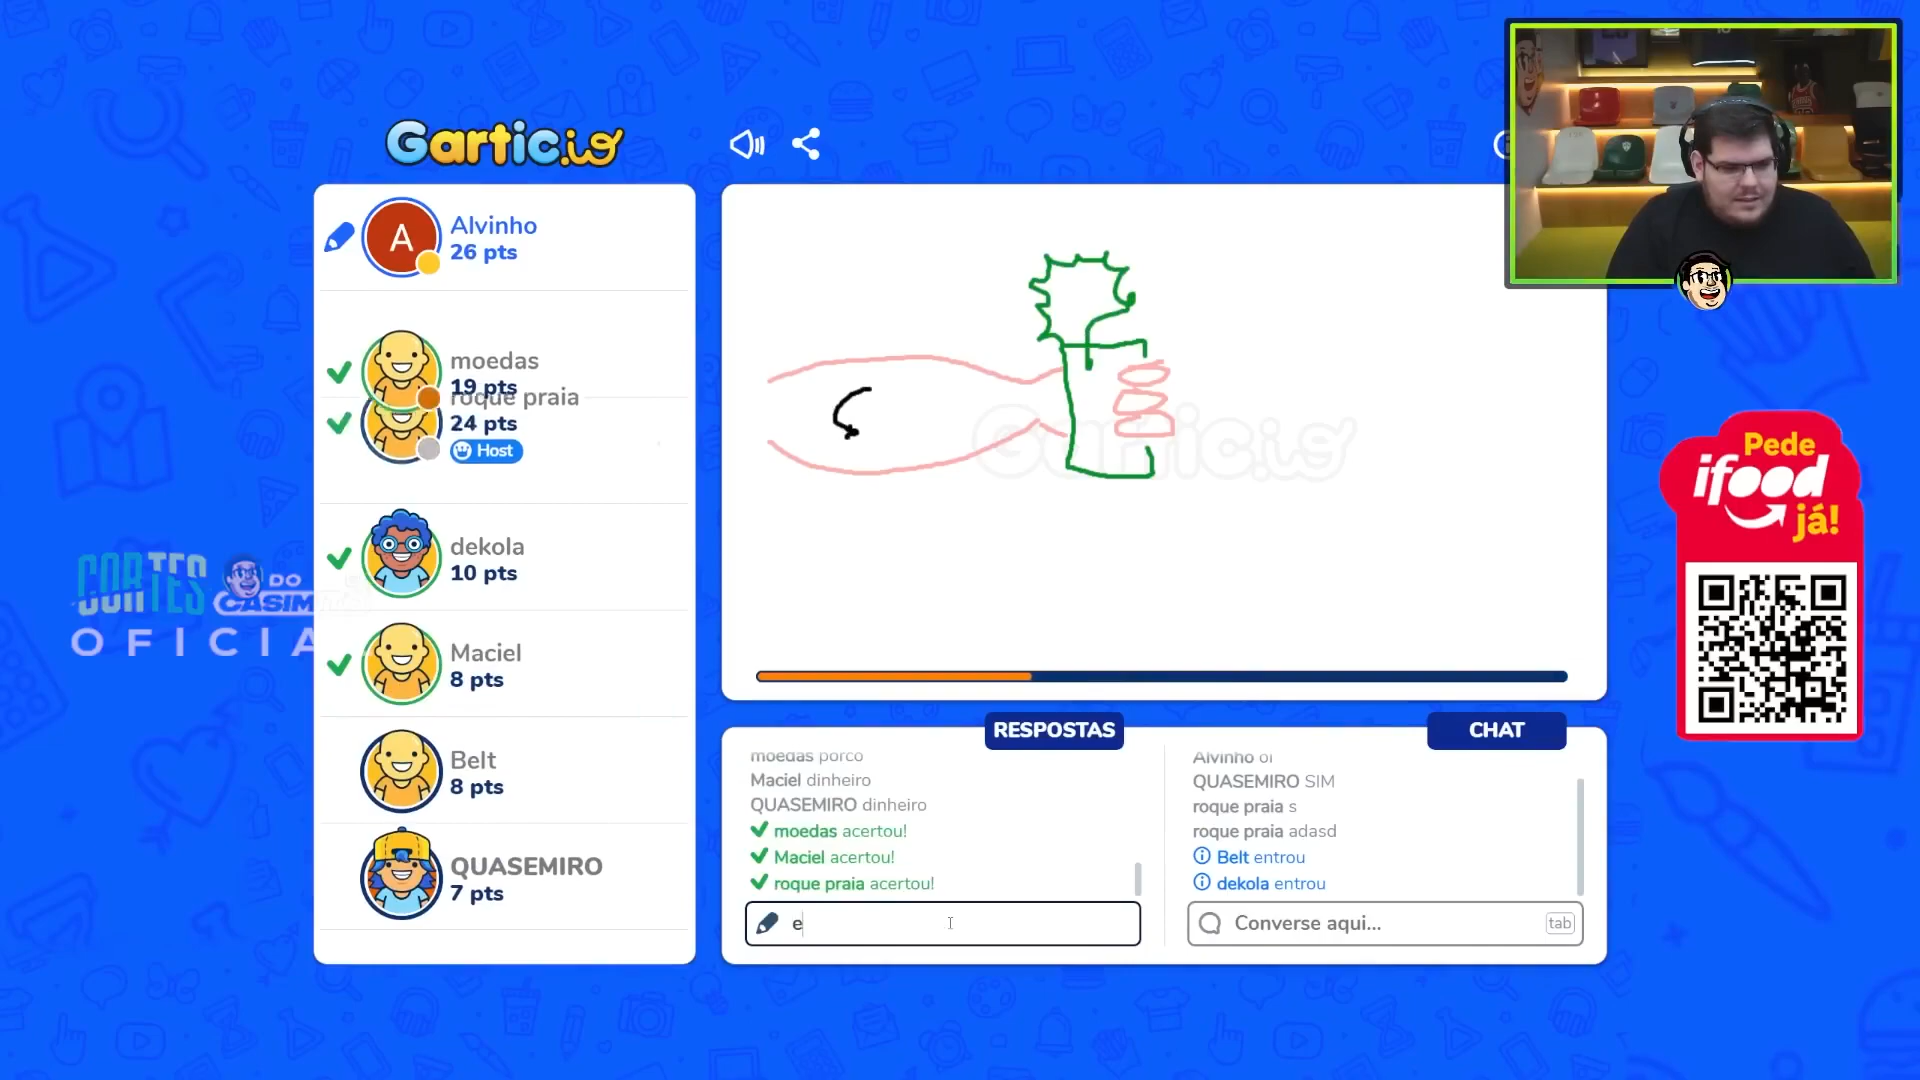 Gartic.io
A
Alvinho
26 pts
moedas
19 pts
roque praia
24 pts
Host
dekola
10 pts
Maciel
8 pts
Belt
8 pts
QUASEMIRO
7 pts
CORTES DO
CASIM
OFICIA
Gartic.io
RESPOSTAS
moedas porco
Maciel dinheiro
QUASEMIRO dinheiro
moedas acertou!
Maciel acertou!
roque praia acertou!
e
CHAT
Alvinho oi
QUASEMIRO SIM
roque praia s
roque praia adasd
Belt entrou
dekola entrou
Converse aqui...
tab
Pede
ifood
já!